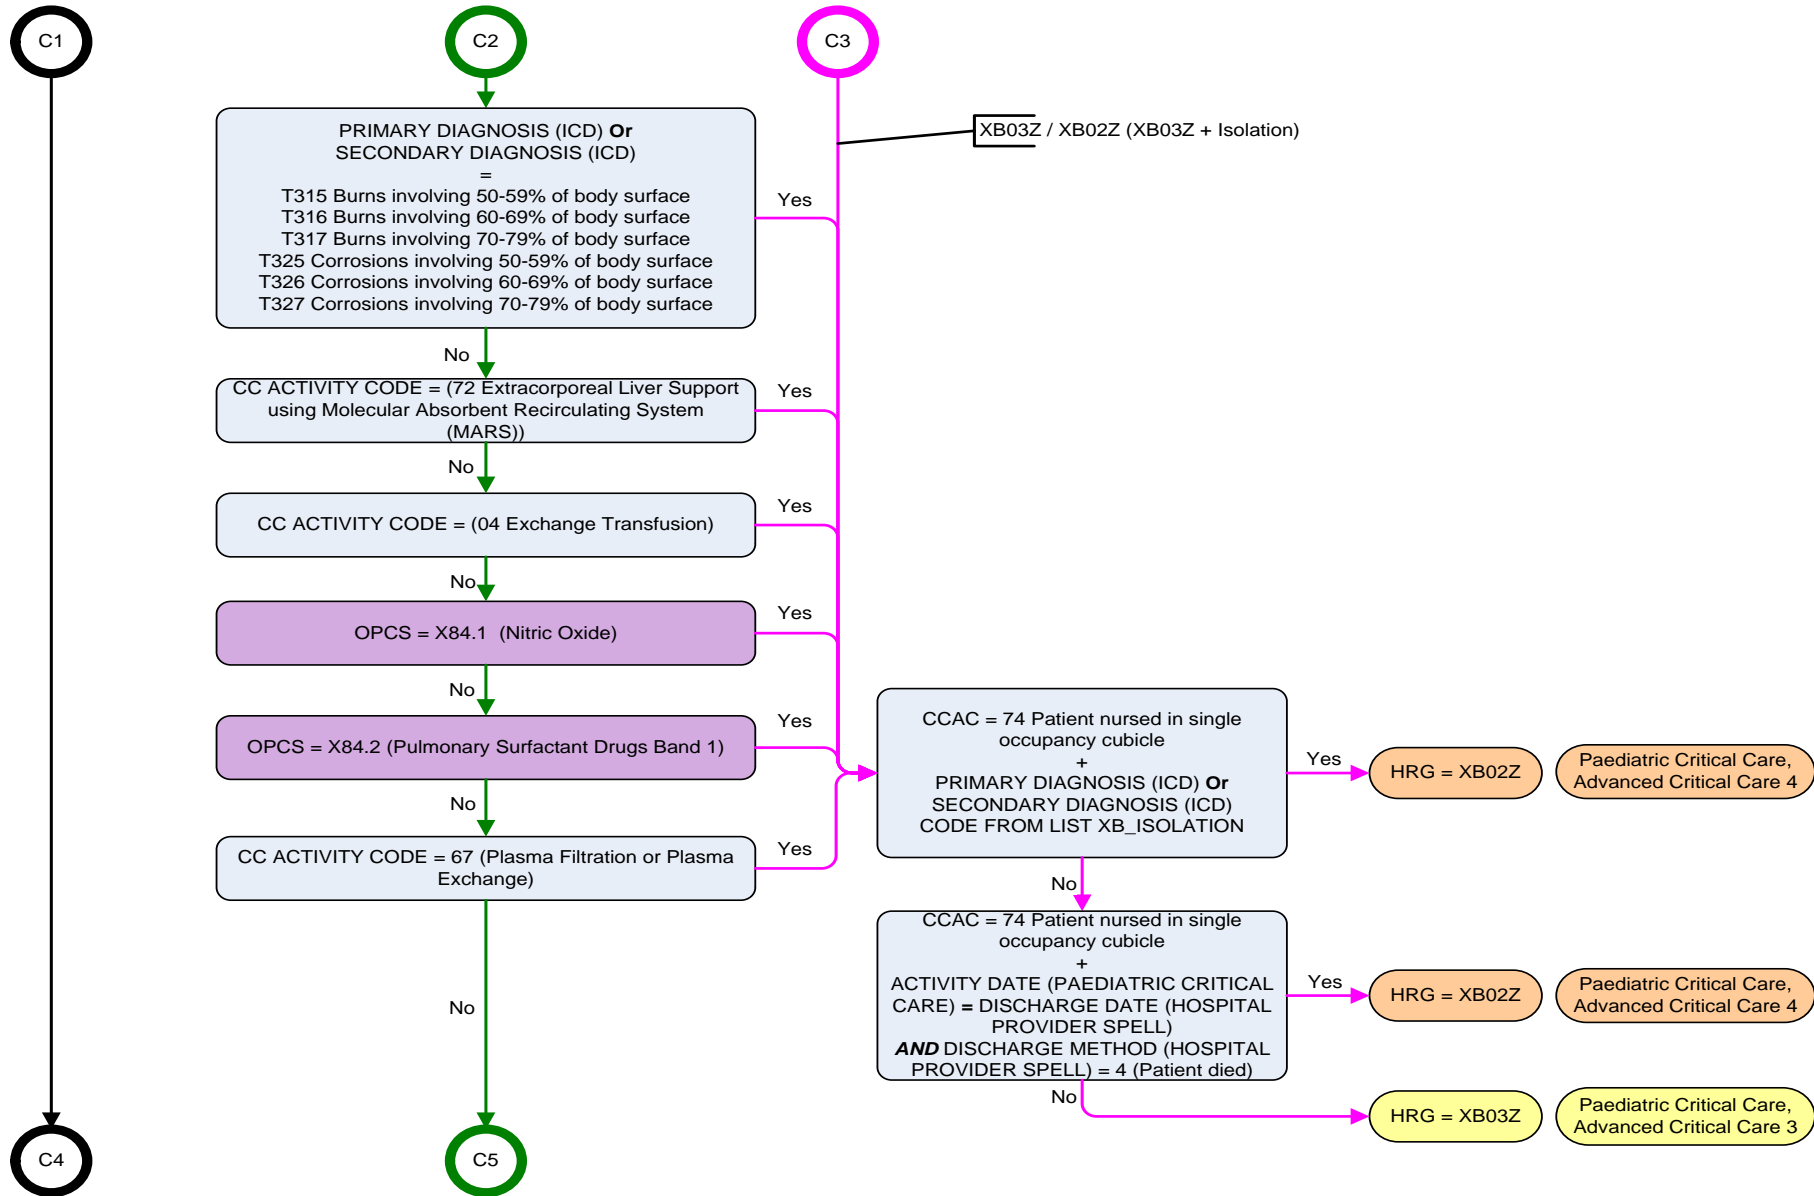 C1
C2
C3
PRIMARY DIAGNOSIS (ICD) Or
SECONDARY DIAGNOSIS (ICD)
=
T315 Burns involving 50-59% of body surface
T316 Burns involving 60-69% of body surface
T317 Burns involving 70-79% of body surface
T325 Corrosions involving 50-59% of body surface
T326 Corrosions involving 60-69% of body surface
T327 Corrosions involving 70-79% of body surface
Yes
XB03Z / XB02Z (XB03Z + Isolation)
No
CC ACTIVITY CODE = (72 Extracorporeal Liver Support
using Molecular Absorbent Recirculating System
(MARS))
Yes
No
CC ACTIVITY CODE = (04 Exchange Transfusion)
Yes
No
OPCS = X84.1  (Nitric Oxide)
Yes
No
OPCS = X84.2 (Pulmonary Surfactant Drugs Band 1)
Yes
No
CC ACTIVITY CODE = 67 (Plasma Filtration or Plasma
Exchange)
Yes
No
CCAC = 74 Patient nursed in single
occupancy cubicle
+
PRIMARY DIAGNOSIS (ICD) Or
SECONDARY DIAGNOSIS (ICD)
CODE FROM LIST XB_ISOLATION
Yes
HRG = XB02Z
Paediatric Critical Care,
Advanced Critical Care 4
No
CCAC = 74 Patient nursed in single
occupancy cubicle
+
ACTIVITY DATE (PAEDIATRIC CRITICAL
CARE) = DISCHARGE DATE (HOSPITAL
PROVIDER SPELL)
AND DISCHARGE METHOD (HOSPITAL
PROVIDER SPELL) = 4 (Patient died)
Yes
HRG = XB02Z
Paediatric Critical Care,
Advanced Critical Care 4
No
HRG = XB03Z
Paediatric Critical Care,
Advanced Critical Care 3
C4
C5